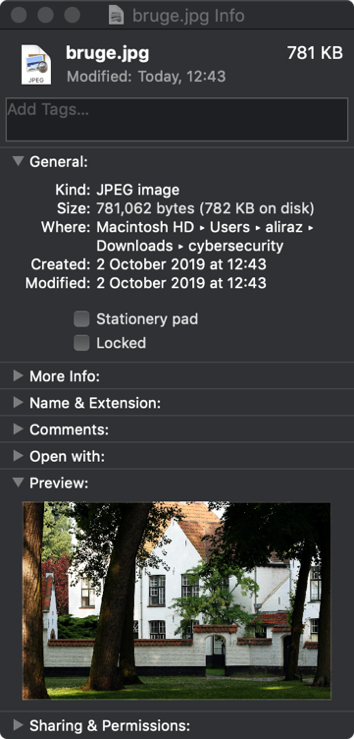 bruge.jpg Info
bruge.jpg 781 KB
Modified: Today, 12:43
JPEG
Add Tags...
General:
Kind: JPEG image
Size: 781,062 bytes (782 KB on disk)
Where: Macintosh HD ▸ Users ▸ aliraz ▸
Downloads ▸ cybersecurity
Created: 2 October 2019 at 12:43
Modified: 2 October 2019 at 12:43
Stationery pad
Locked
More Info:
Name & Extension:
Comments:
Open with:
Preview:
Sharing & Permissions: